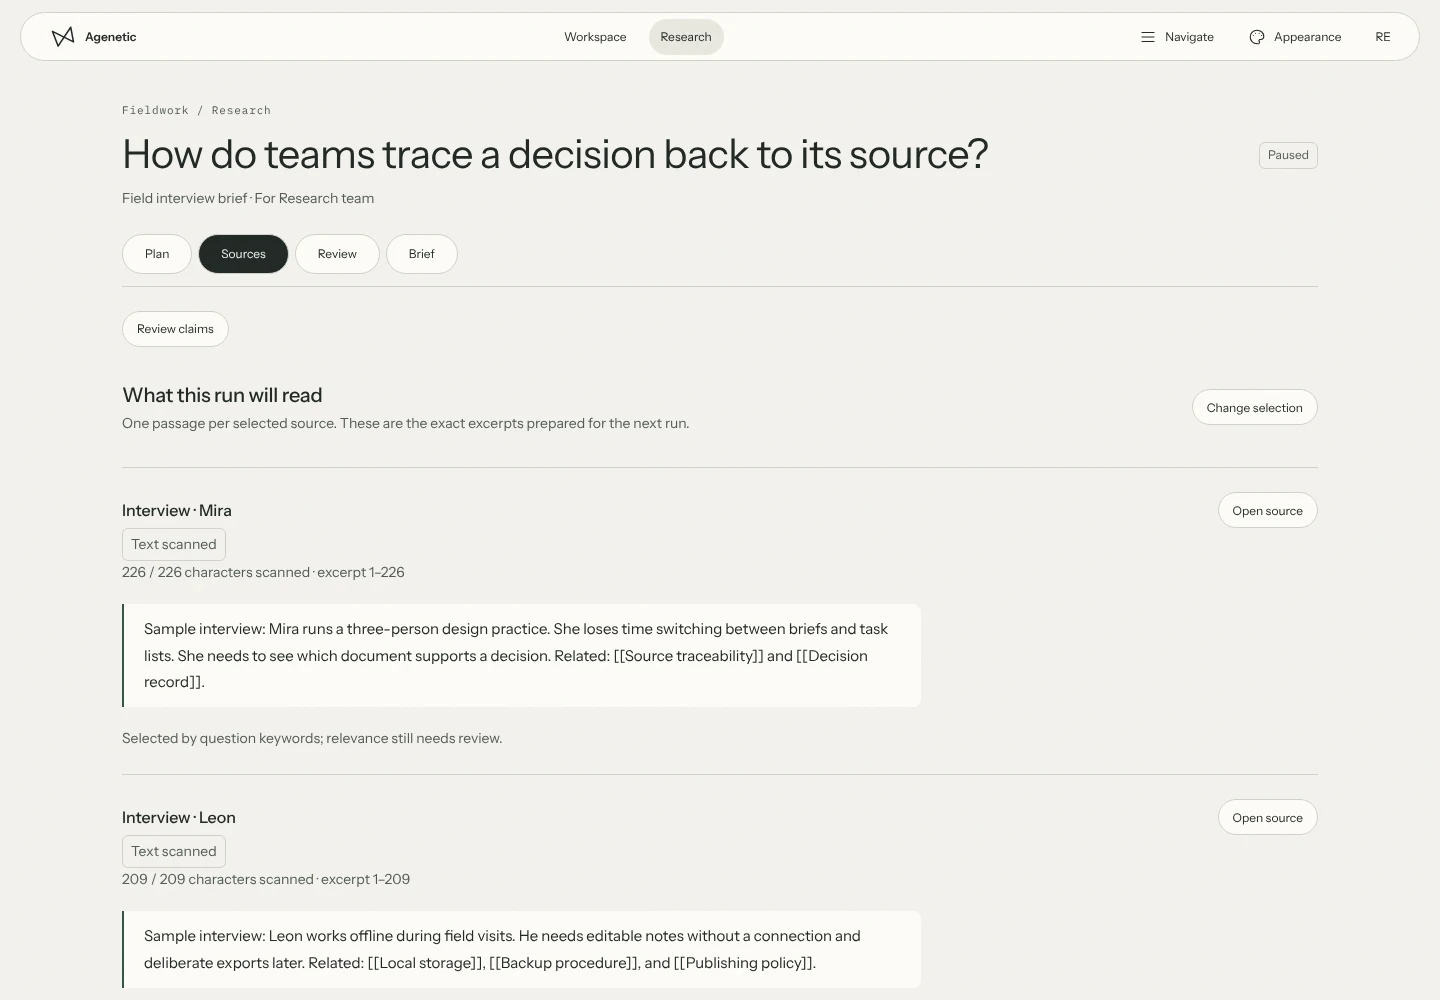 Agenetic
Workspace
Research
Navigate
Appearance
RE
Fieldwork / Research
How do teams trace a decision back to its source?
Paused
Field interview brief · For Research team
Plan
Sources
Review
Brief
Review claims
What this run will read
One passage per selected source. These are the exact excerpts prepared for the next run.
Change selection
Interview · Mira
Open source
Text scanned
226 / 226 characters scanned · excerpt 1–226
Sample interview: Mira runs a three-person design practice. She loses time switching between briefs and task
lists. She needs to see which document supports a decision. Related: [[Source traceability]] and [[Decision
record]].
Selected by question keywords; relevance still needs review.
Interview · Leon
Open source
Text scanned
209 / 209 characters scanned · excerpt 1–209
Sample interview: Leon works offline during field visits. He needs editable notes without a connection and
deliberate exports later. Related: [[Local storage]], [[Backup procedure]], and [[Publishing policy]].